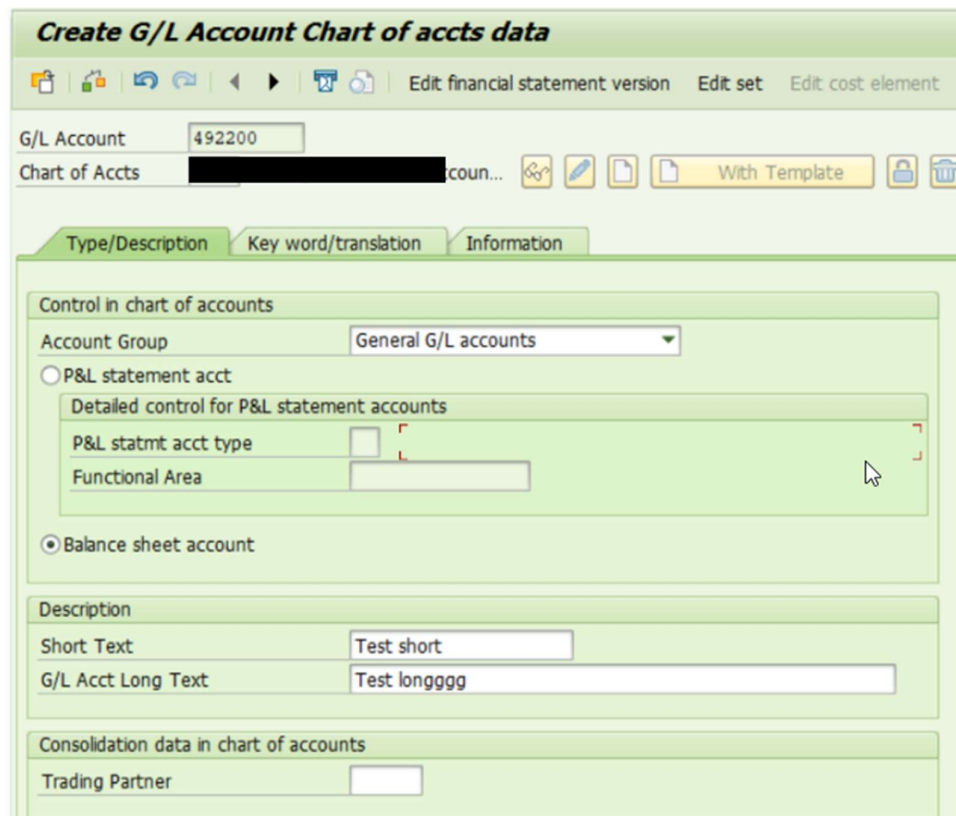 Create G/L Account Chart of accts data
Edit financial statement version Edit set Edit cost element
G/L Account 492200
Chart of Accts ccoun... With Template
Type/Description Key word/translation Information
Control in chart of accounts
Account Group General G/L accounts
P&L statement acct
Detailed control for P&L statement accounts
P&L statmt acct type
Functional Area
Balance sheet account
Description
Short Text Test short
G/L Acct Long Text Test longggg
Consolidation data in chart of accounts
Trading Partner